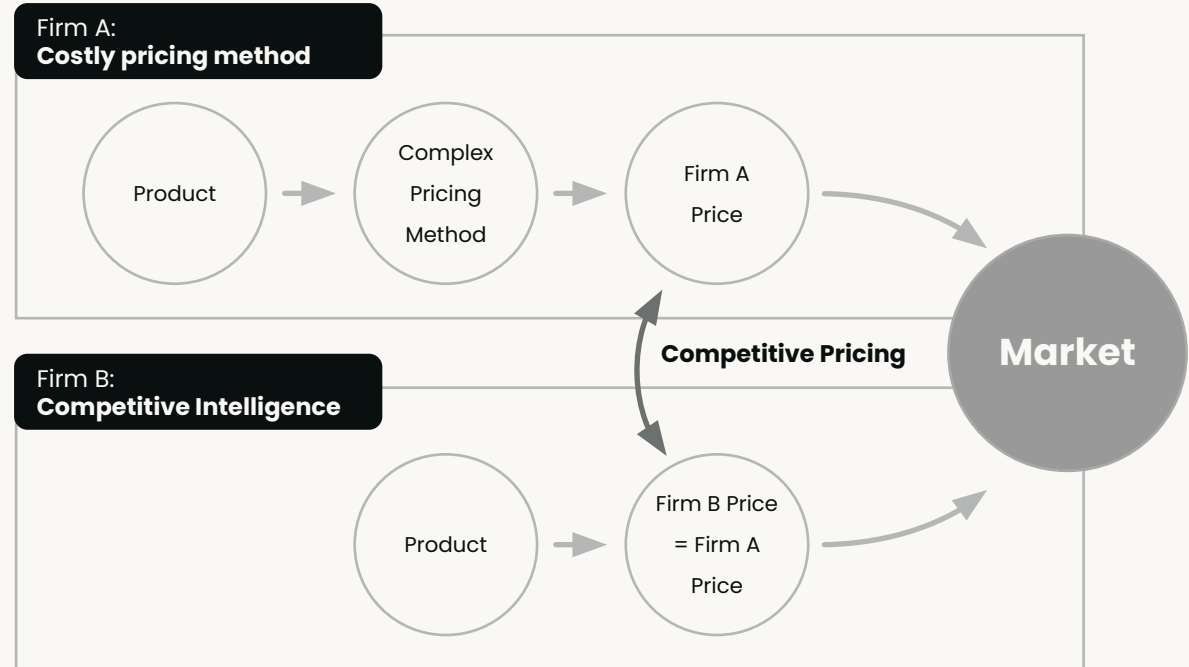 Firm A:
Costly pricing method
Product
Complex
Pricing
Method
Firm A
Price
Market
Competitive Pricing
Firm B:
Competitive Intelligence
Product
Firm B Price
= Firm A
Price